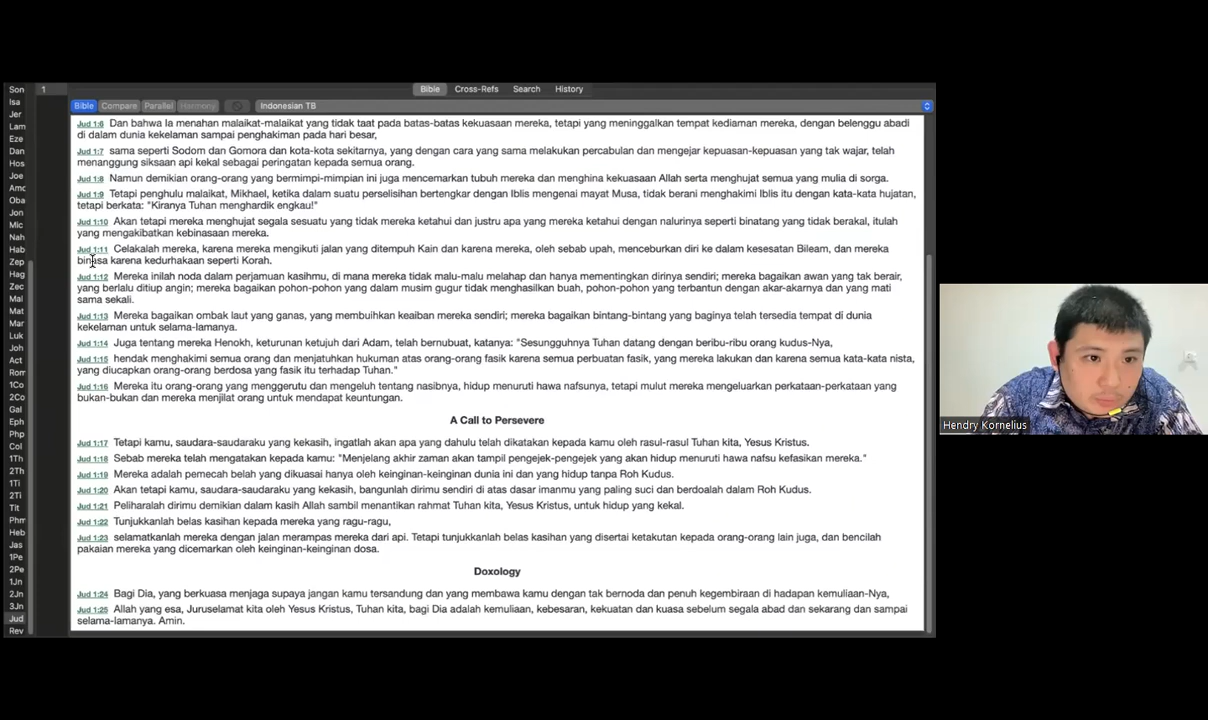 Son
Isa
Jer
Lam
Eze
Dan
Hos
Joe
Amo
Oba
Jon
Mic
Nah
Hab
Zep
Hag
Zec
Mal
Mat
Mar
Luk
Joh
Act
Rom
1Co
2Co
Gal
Eph
Php
Col
1Th
2Th
1Ti
2Ti
Tit
Phm
Heb
Jas
1Pe
2Pe
1Jn
2Jn
3Jn
Jud
Rev
1
Bible Cross-Refs Search History
Bible Compare Parallel Harmony Indonesian TB
Jud 1:6 Dan bahwa Ia menahan malaikat-malaikat yang tidak taat pada batas-batas kekuasaan mereka, tetapi yang meninggalkan tempat kediaman mereka, dengan belenggu abadi
di dalam dunia kekelaman sampai penghakiman pada hari besar,
Jud 1:7 sama seperti Sodom dan Gomora dan kota-kota sekitarnya, yang dengan cara yang sama melakukan percabulan dan mengejar kepuasan-kepuasan yang tak wajar, telah
menanggung siksaan api kekal sebagai peringatan kepada semua orang.
Jud 1:8 Namun demikian orang-orang yang bermimpi-mimpian ini juga mencemarkan tubuh mereka dan menghina kekuasaan Allah serta menghujat semua yang mulia di sorga.
Jud 1:9 Tetapi penghulu malaikat, Mikhael, ketika dalam suatu perselisihan bertengkar dengan Iblis mengenai mayat Musa, tidak berani menghakimi Iblis itu dengan kata-kata hujatan,
tetapi berkata: "Kiranya Tuhan menghardik engkau!"
Jud 1:10 Akan tetapi mereka menghujat segala sesuatu yang tidak mereka ketahui dan justru apa yang mereka ketahui dengan nalurinya seperti binatang yang tidak berakal, itulah
yang mengakibatkan kebinasaan mereka.
Jud 1:11 Celakalah mereka, karena mereka mengikuti jalan yang ditempuh Kain dan karena mereka, oleh sebab upah, menceburkan diri ke dalam kesesatan Bileam, dan mereka
binasa karena kedurhakaan seperti Korah.
Jud 1:12 Mereka inilah noda dalam perjamuan kasihmu, di mana mereka tidak malu-malu melahap dan hanya mementingkan dirinya sendiri; mereka bagaikan awan yang tak berair,
yang berlalu ditiup angin; mereka bagaikan pohon-pohon yang dalam musim gugur tidak menghasilkan buah, pohon-pohon yang terbantun dengan akar-akarnya dan yang mati
sama sekali.
Jud 1:13 Mereka bagaikan ombak laut yang ganas, yang membuihkan keaiban mereka sendiri; mereka bagaikan bintang-bintang yang baginya telah tersedia tempat di dunia
kekelaman untuk selama-lamanya.
Jud 1:14 Juga tentang mereka Henokh, keturunan ketujuh dari Adam, telah bernubuat, katanya: "Sesungguhnya Tuhan datang dengan beribu-ribu orang kudus-Nya,
Jud 1:15 hendak menghakimi semua orang dan menjatuhkan hukuman atas orang-orang fasik karena semua perbuatan fasik, yang mereka lakukan dan karena semua kata-kata nista,
yang diucapkan orang-orang berdosa yang fasik itu terhadap Tuhan."
Jud 1:16 Mereka itu orang-orang yang menggerutu dan mengeluh tentang nasibnya, hidup menuruti hawa nafsunya, tetapi mulut mereka mengeluarkan perkataan-perkataan yang
bukan-bukan dan mereka menjilat orang untuk mendapat keuntungan.
A Call to Persevere
Jud 1:17 Tetapi kamu, saudara-saudaraku yang kekasih, ingatlah akan apa yang dahulu telah dikatakan kepada kamu oleh rasul-rasul Tuhan kita, Yesus Kristus.
Jud 1:18 Sebab mereka telah mengatakan kepada kamu: "Menjelang akhir zaman akan tampil pengejek-pengejek yang akan hidup menuruti hawa nafsu kefasikan mereka."
Jud 1:19 Mereka adalah pemecah belah yang dikuasai hanya oleh keinginan-keinginan dunia ini dan yang hidup tanpa Roh Kudus.
Jud 1:20 Akan tetapi kamu, saudara-saudaraku yang kekasih, bangunlah dirimu sendiri di atas dasar imanmu yang paling suci dan berdoalah dalam Roh Kudus.
Jud 1:21 Peliharalah dirimu demikian dalam kasih Allah sambil menantikan rahmat Tuhan kita, Yesus Kristus, untuk hidup yang kekal.
Jud 1:22 Tunjukkanlah belas kasihan kepada mereka yang ragu-ragu,
Jud 1:23 selamatkanlah mereka dengan jalan merampas mereka dari api. Tetapi tunjukkanlah belas kasihan yang disertai ketakutan kepada orang-orang lain juga, dan bencilah
pakaian mereka yang dicemarkan oleh keinginan-keinginan dosa.
Doxology
Jud 1:24 Bagi Dia, yang berkuasa menjaga supaya jangan kamu tersandung dan yang membawa kamu dengan tak bernoda dan penuh kegembiraan di hadapan kemuliaan-Nya,
Jud 1:25 Allah yang esa, Juruselamat kita oleh Yesus Kristus, Tuhan kita, bagi Dia adalah kemuliaan, kebesaran, kekuatan dan kuasa sebelum segala abad dan sekarang dan sampai
selama-lamanya. Amin.
Hendry Kornelius